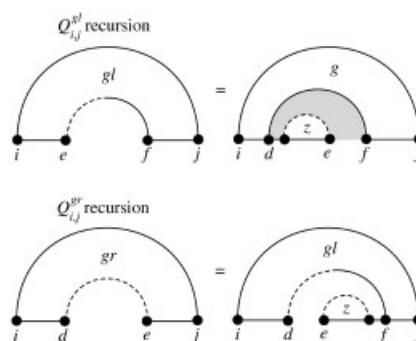 Q^{gl}_{i,j} recursion
gl = g
z
i e f j i d e f j
Q^{gr}_{i,j} recursion
gr = gl
z
i d e j i d e f j